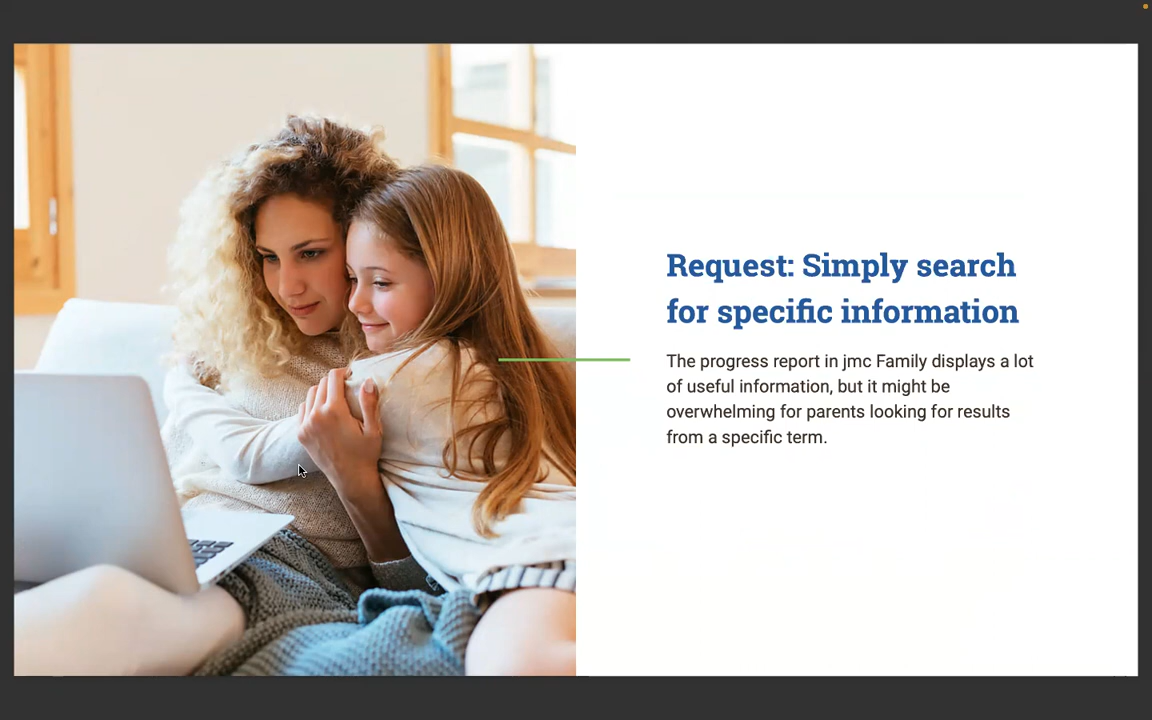 Request: Simply search
for specific information
The progress report in jmc Family displays a lot
of useful information, but it might be
overwhelming for parents looking for results
from a specific term.